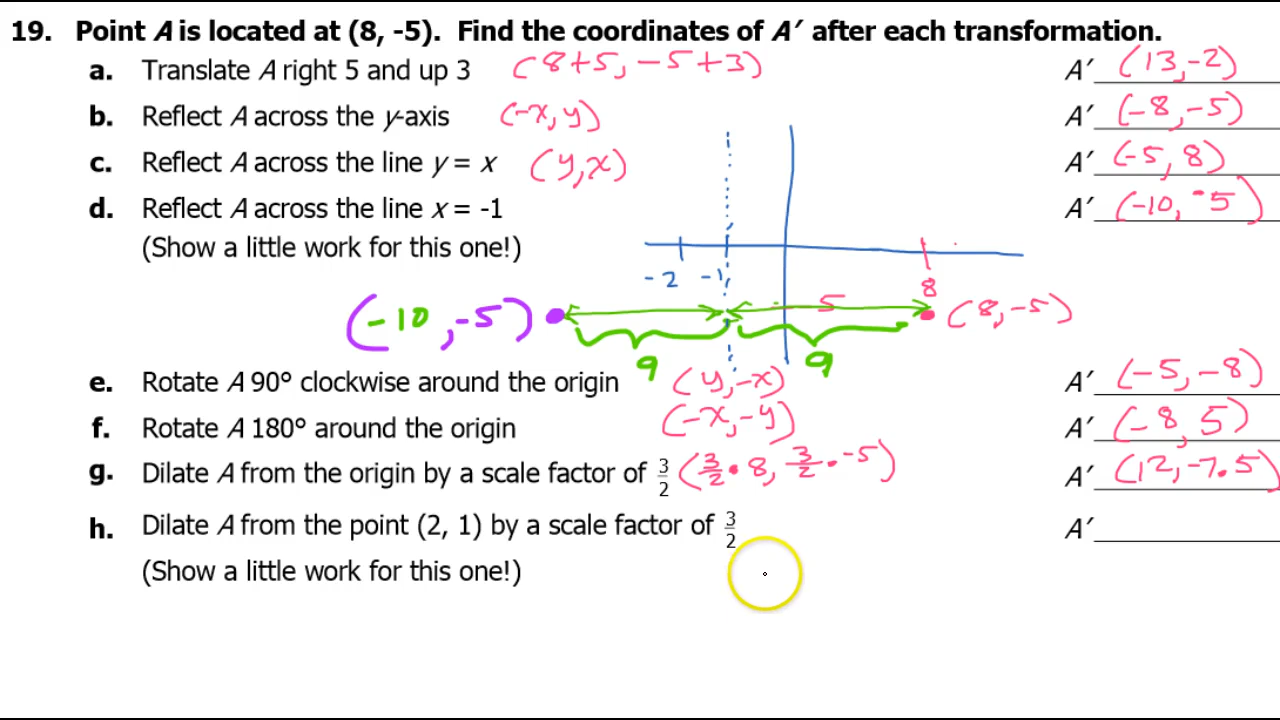 19. Point A is located at (8, -5). Find the coordinates of A′ after each transformation.
a. Translate A right 5 and up 3 (8+5, -5+3) A′ (13,-2)
b. Reflect A across the y-axis (-x,y) A′ (-8,-5)
c. Reflect A across the line y = x (y,x) A′ (-5,8)
d. Reflect A across the line x = -1 A′ (-10,-5)
(Show a little work for this one!)
-2 -1 8
(-10,-5) 5 (8,-5)
9 9
e. Rotate A 90° clockwise around the origin (y,-x) A′ (-5,-8)
f. Rotate A 180° around the origin (-x,-y) A′ (-8,5)
g. Dilate A from the origin by a scale factor of 3/2 (3/2 • 8, 3/2 • -5) A′ (12,-7.5)
h. Dilate A from the point (2, 1) by a scale factor of 3/2 A′
(Show a little work for this one!)